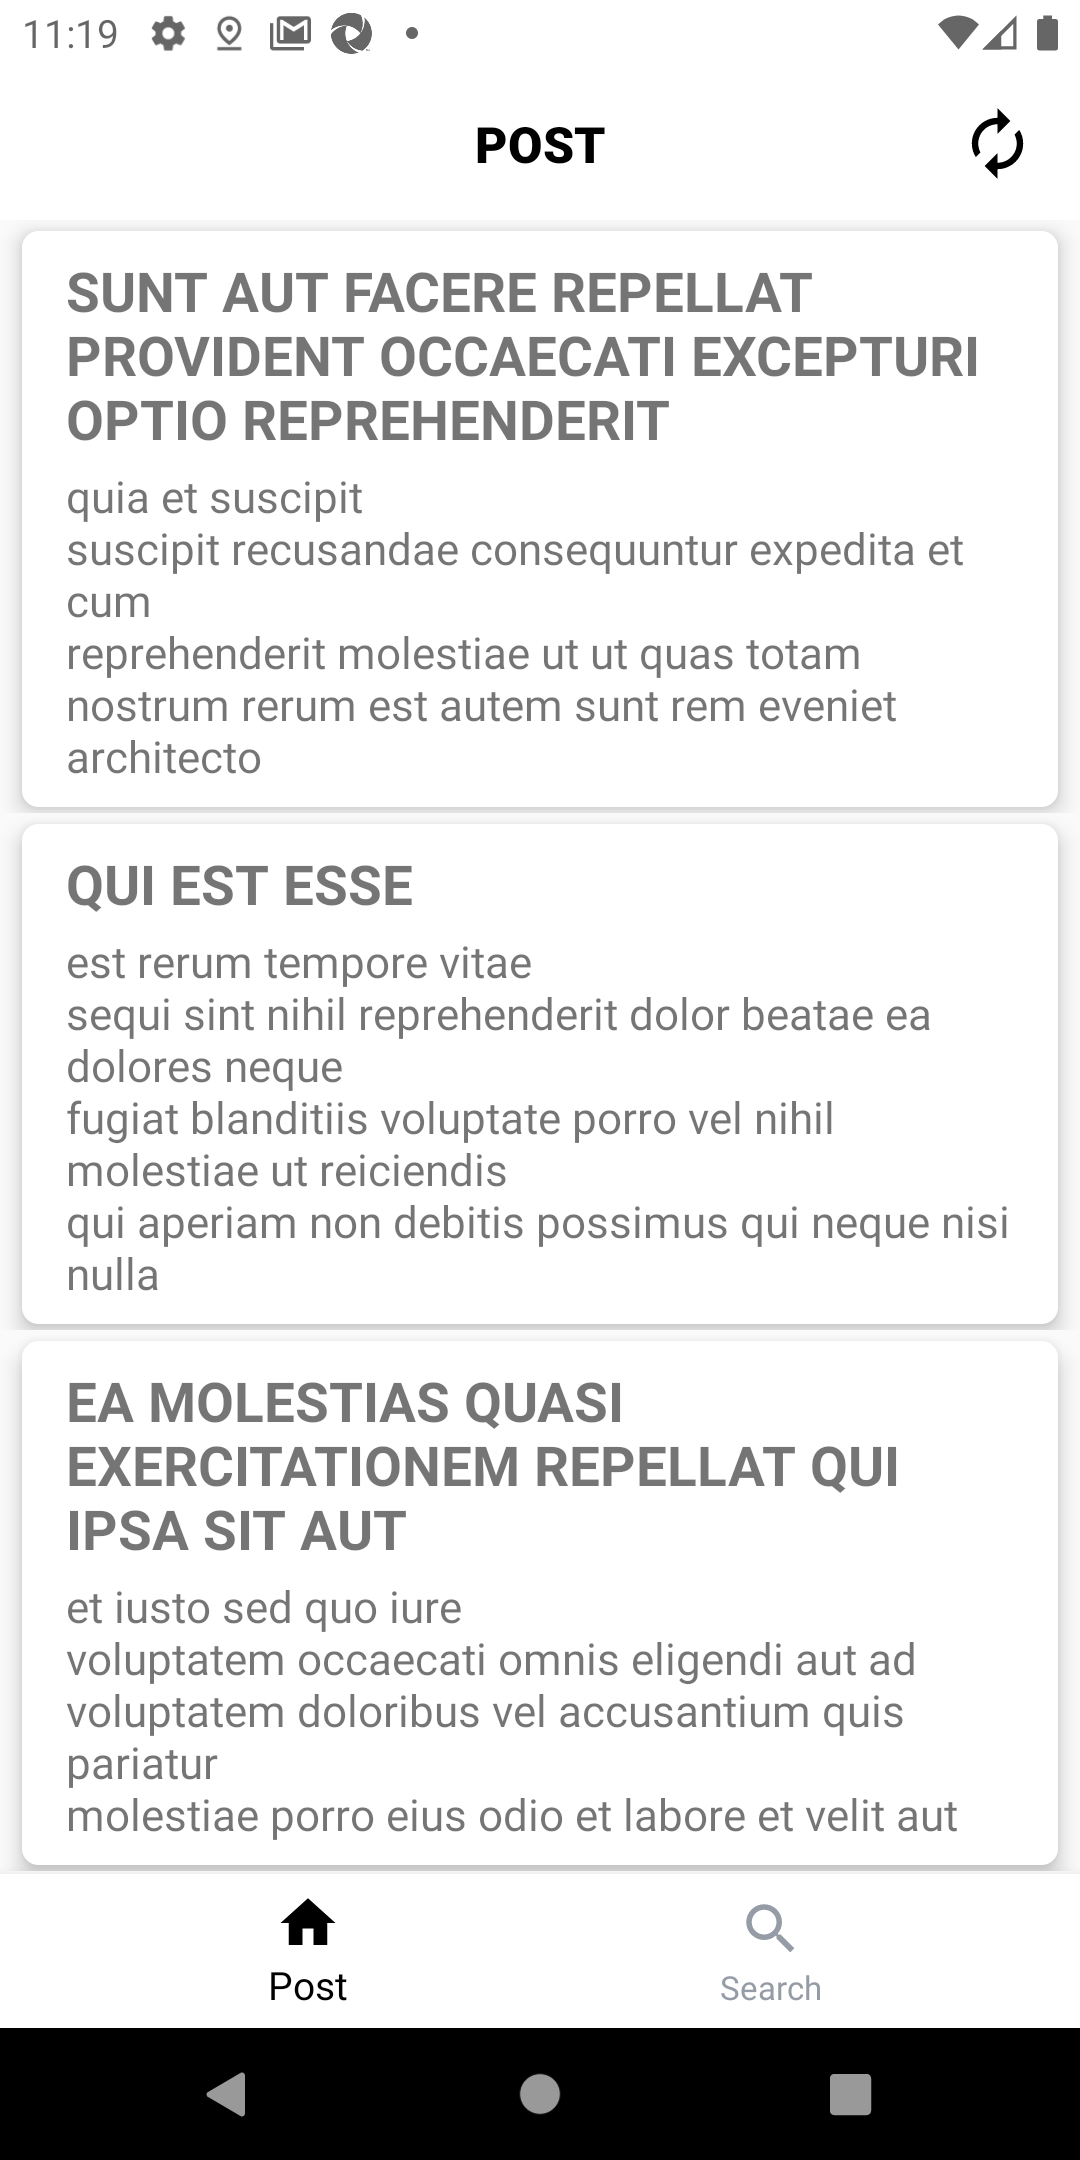 11:19
POST
SUNT AUT FACERE REPELLAT
PROVIDENT OCCAECATI EXCEPTURI
OPTIO REPREHENDERIT
quia et suscipit
suscipit recusandae consequuntur expedita et
cum
reprehenderit molestiae ut ut quas totam
nostrum rerum est autem sunt rem eveniet
architecto
QUI EST ESSE
est rerum tempore vitae
sequi sint nihil reprehenderit dolor beatae ea
dolores neque
fugiat blanditiis voluptate porro vel nihil
molestiae ut reiciendis
qui aperiam non debitis possimus qui neque nisi
nulla
EA MOLESTIAS QUASI
EXERCITATIONEM REPELLAT QUI
IPSA SIT AUT
et iusto sed quo iure
voluptatem occaecati omnis eligendi aut ad
voluptatem doloribus vel accusantium quis
pariatur
molestiae porro eius odio et labore et velit aut
Post
Search